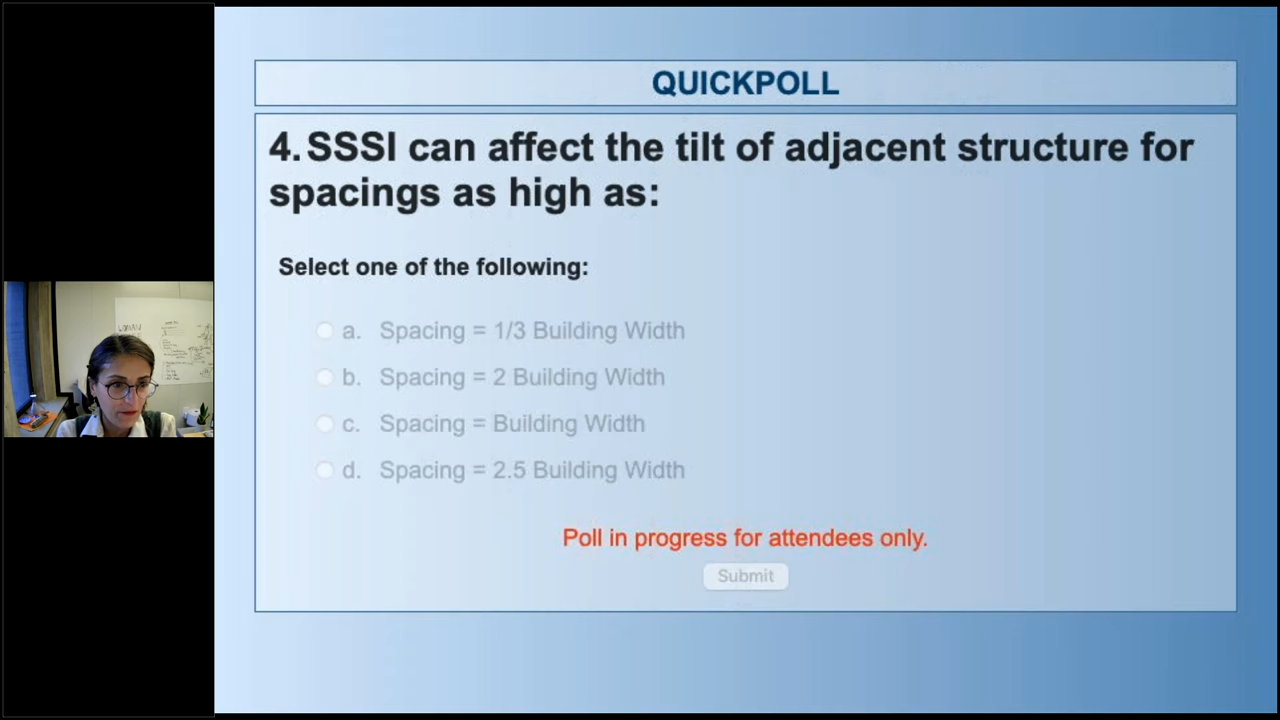 QUICKPOLL
4. SSSI can affect the tilt of adjacent structure for
spacings as high as:
Select one of the following:
a. Spacing = 1/3 Building Width
b. Spacing = 2 Building Width
c. Spacing = Building Width
d. Spacing = 2.5 Building Width
Poll in progress for attendees only.
Submit